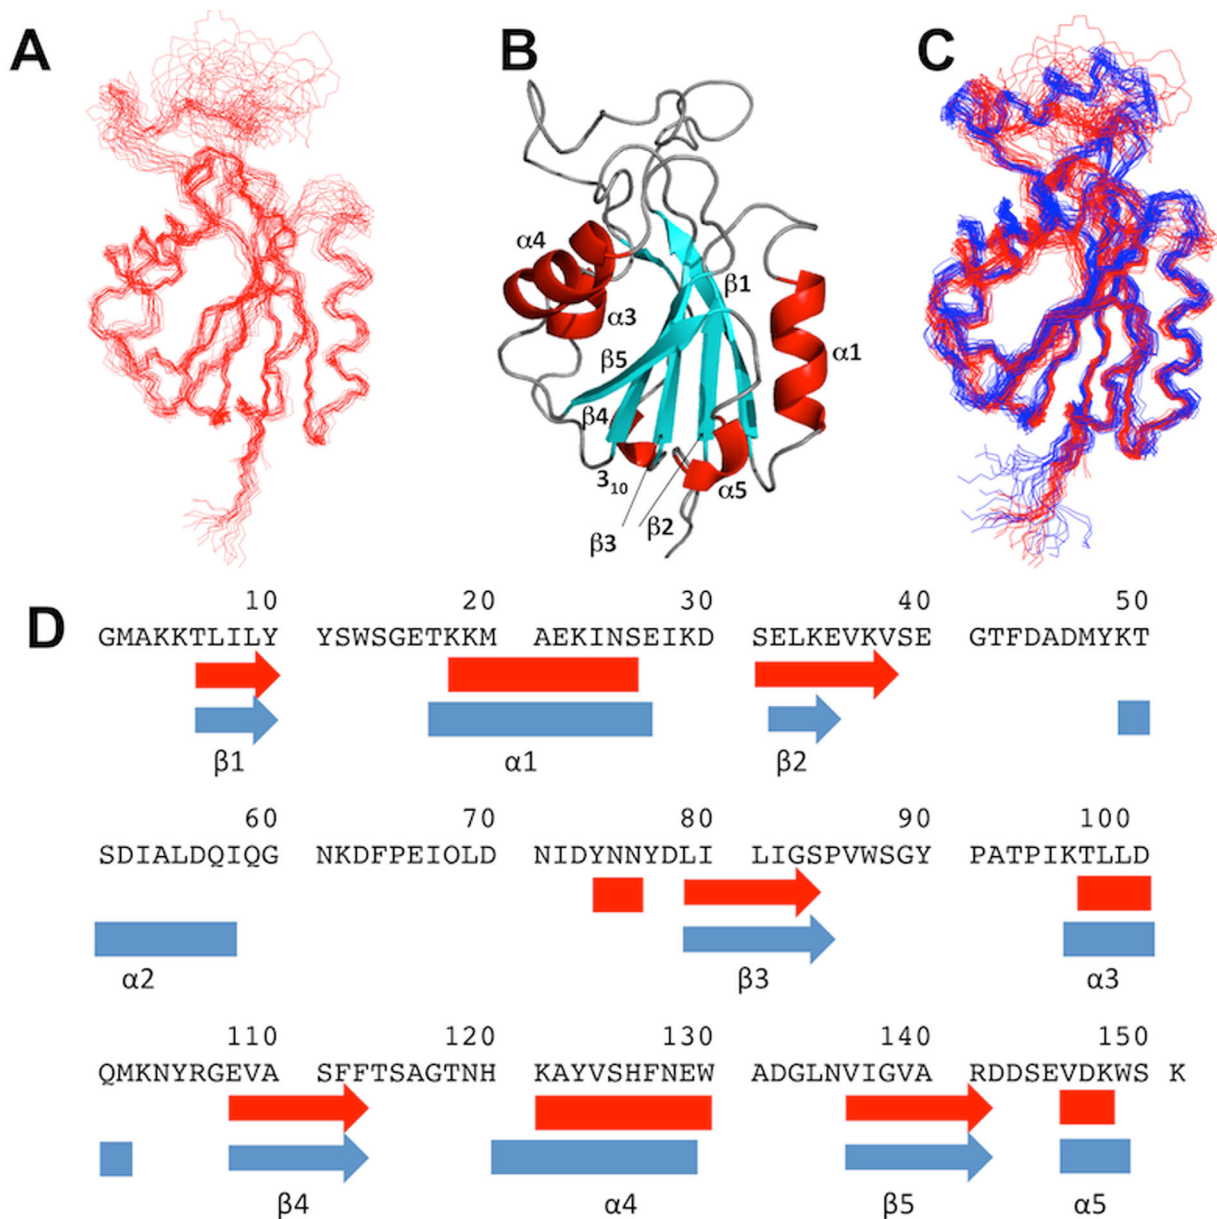 A B C
α4
β1
α3
α1
β5
β4
3₁₀
α5
β3 β2
D
10 20 30 40 50
GMAKKTLILY YSWSGETKKM AEKINSEIKD SELKEVKVSE GTFDADMYKT
β1 α1 β2
60 70 80 90 100
SDIALDQIQG NKDFPEIQLD NIDYNNYDLI LIGSPVWSGY PATPIKTLLD
α2 β3 α3
110 120 130 140 150
QMKNYRGEVA SFFTSAGTNH KAYVSHFNEW ADGLNVIGVA RDDSEVDKWS K
β4 α4 β5 α5